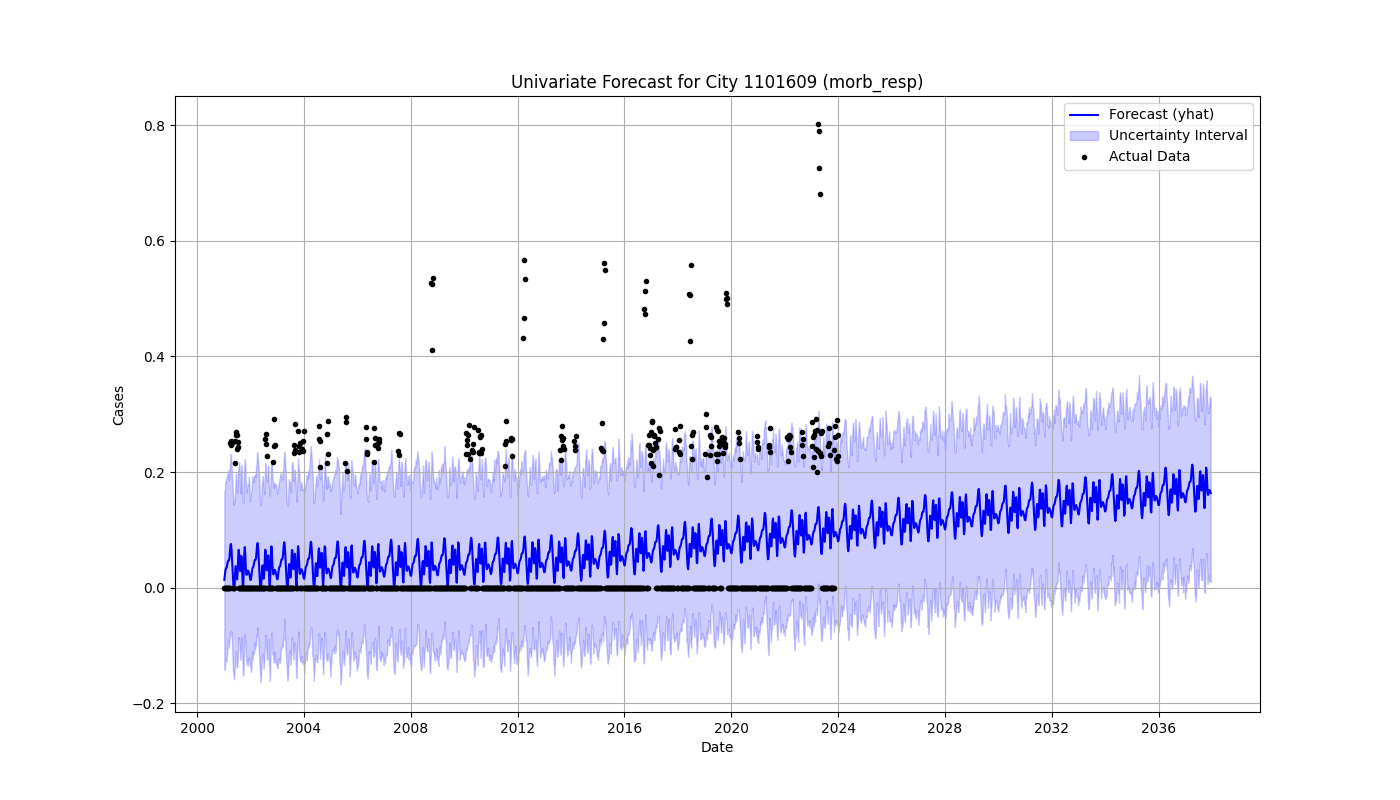 Univariate Forecast for City 1101609 (morb_resp)
Forecast (yhat)
Uncertainty Interval
Actual Data
Cases
0.8
0.6
0.4
0.2
0.0
−0.2
2000 2004 2008 2012 2016 2020 2024 2028 2032 2036
Date